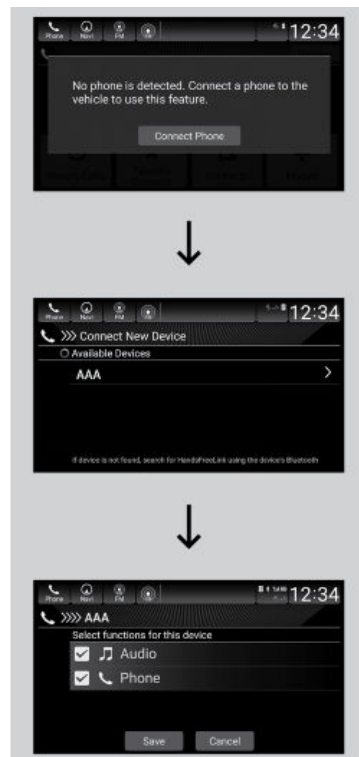 Phone Navi FM
12:34
No phone is detected. Connect a phone to the
vehicle to use this feature.
Connect Phone
Phone Navi FM
12:34
Connect New Device
Available Devices
AAA
If device is not found, search for HandsFreeLink using the device's Bluetooth
Phone Navi FM
12:34
AAA
Select functions for this device
Audio
Phone
Save Cancel